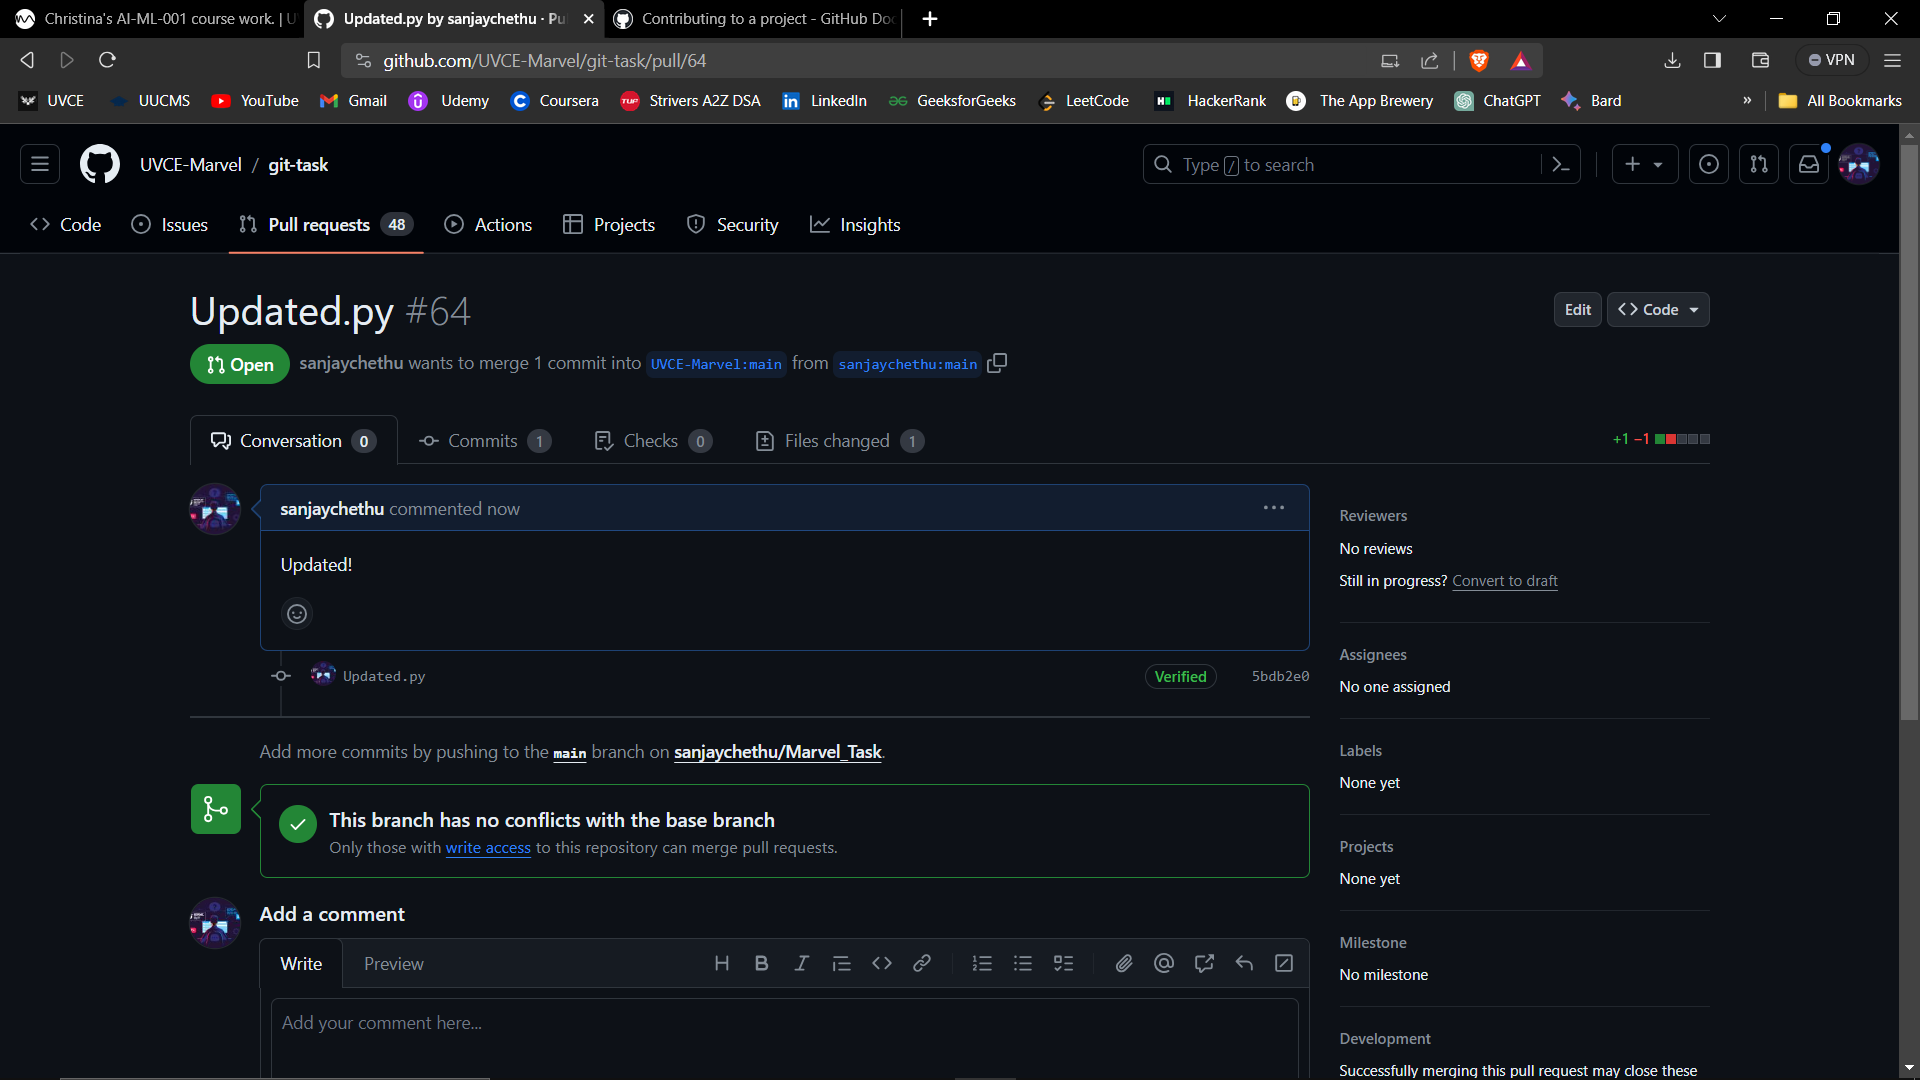 Christina's AI-ML-001 course work. | U
Updated.py by sanjaychethu · Pu
Contributing to a project - GitHub Doc
github.com/UVCE-Marvel/git-task/pull/64
VPN
UVCE UUCMS YouTube Gmail Udemy Coursera Strivers A2Z DSA LinkedIn GeeksforGeeks LeetCode HackerRank The App Brewery ChatGPT Bard » All Bookmarks
UVCE-Marvel / git-task
Type / to search
Code Issues Pull requests 48 Actions Projects Security Insights
Updated.py #64
Edit Code
Open sanjaychethu wants to merge 1 commit into UVCE-Marvel:main from sanjaychethu:main
Conversation 0 Commits 1 Checks 0 Files changed 1
+1 −1
sanjaychethu commented now
Updated!
Updated.py Verified 5bdb2e0
Add more commits by pushing to the main branch on sanjaychethu/Marvel_Task.
This branch has no conflicts with the base branch
Only those with write access to this repository can merge pull requests.
Add a comment
Write Preview
Add your comment here...
Reviewers
No reviews
Still in progress? Convert to draft
Assignees
No one assigned
Labels
None yet
Projects
None yet
Milestone
No milestone
Development
Successfully merging this pull request may close these